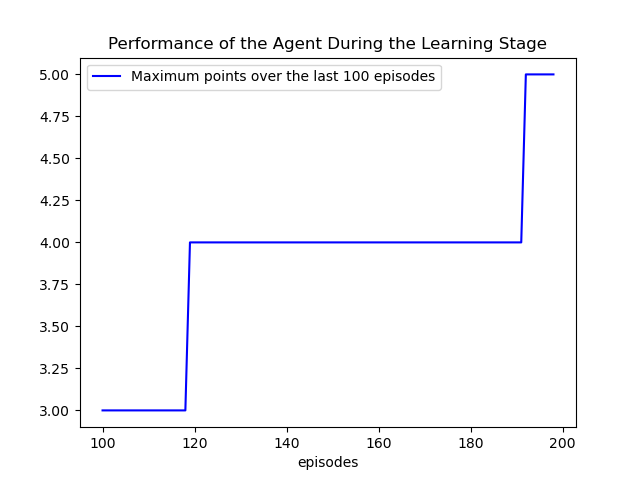 Performance of the Agent During the Learning Stage
Maximum points over the last 100 episodes
5.00
4.75
4.50
4.25
4.00
3.75
3.50
3.25
3.00
100 120 140 160 180 200
episodes